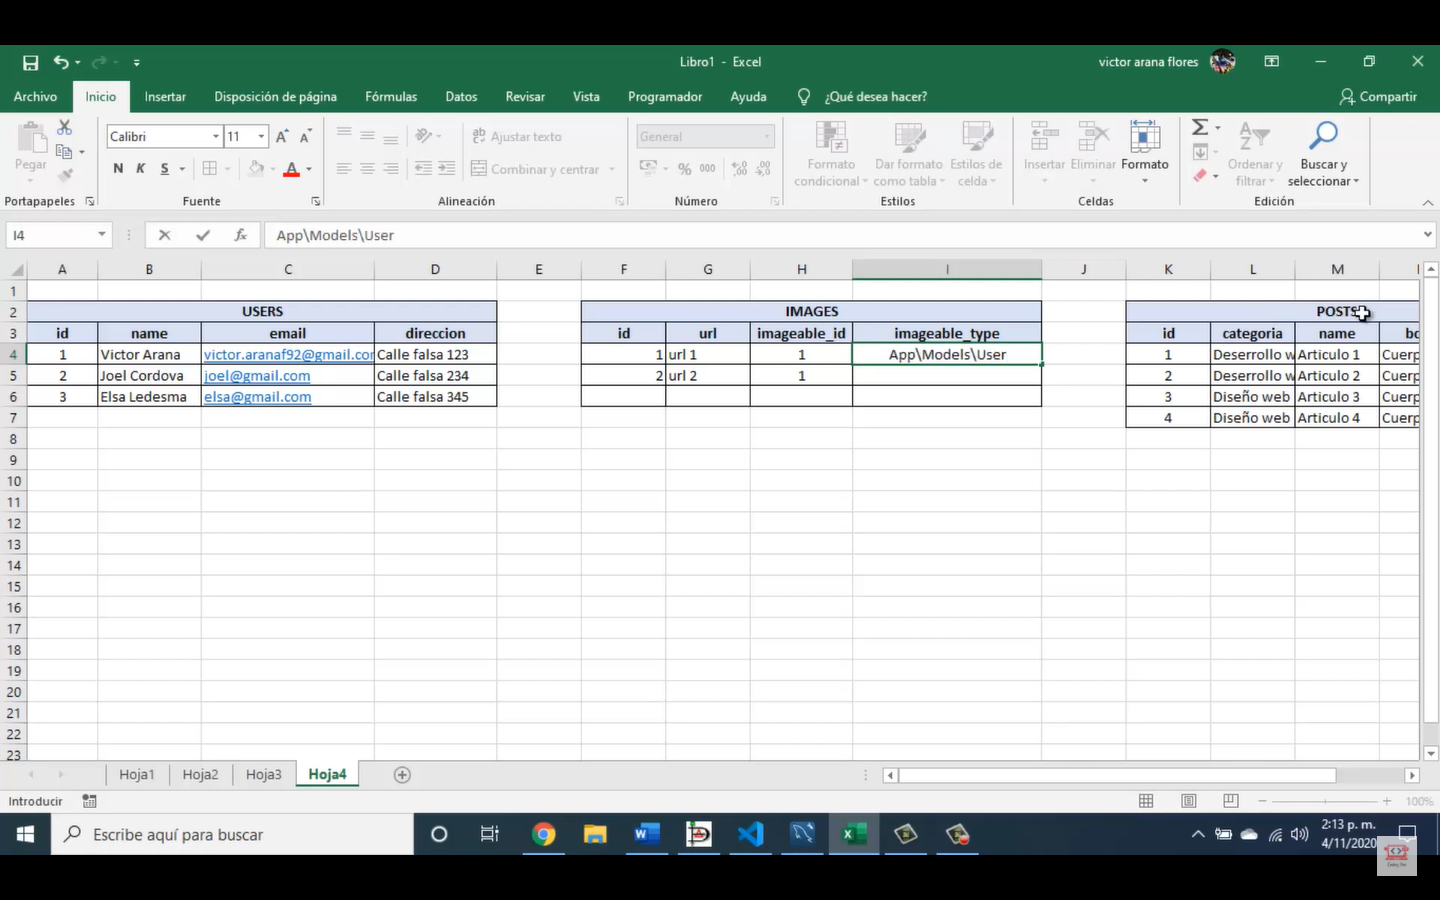 Libro1 - Excel
victor arana flores
Archivo Inicio Insertar Disposición de página Fórmulas Datos Revisar Vista Programador Ayuda ¿Qué desea hacer? Compartir
Pegar
Calibri 11
N K S
Ajustar texto
Combinar y centrar
General
% 000
Formato condicional
Dar formato como tabla
Estilos de celda
Insertar Eliminar Formato
Ordenar y filtrar
Buscar y seleccionar
Portapapeles Fuente Alineación Número Estilos Celdas Edición
I4 fx App\Models\User
A B C D E F G H I J K L M
1
2 USERS IMAGES POSTS
3 id name email direccion id url imageable_id imageable_type id categoria name
4 1 Victor Arana victor.aranaf92@gmail.cor Calle falsa 123 1 url 1 1 App\Models\User 1 Deserrollo w Articulo 1 Cuerp
5 2 Joel Cordova joel@gmail.com Calle falsa 234 2 url 2 1 2 Deserrollo w Articulo 2 Cuerp
6 3 Elsa Ledesma elsa@gmail.com Calle falsa 345 3 Diseño web Articulo 3 Cuerp
7 4 Diseño web Articulo 4 Cuerp
8
9
10
11
12
13
14
15
16
17
18
19
20
21
22
23
Hoja1 Hoja2 Hoja3 Hoja4
Introducir 100%
Escribe aquí para buscar
2:13 p. m.
4/11/2020